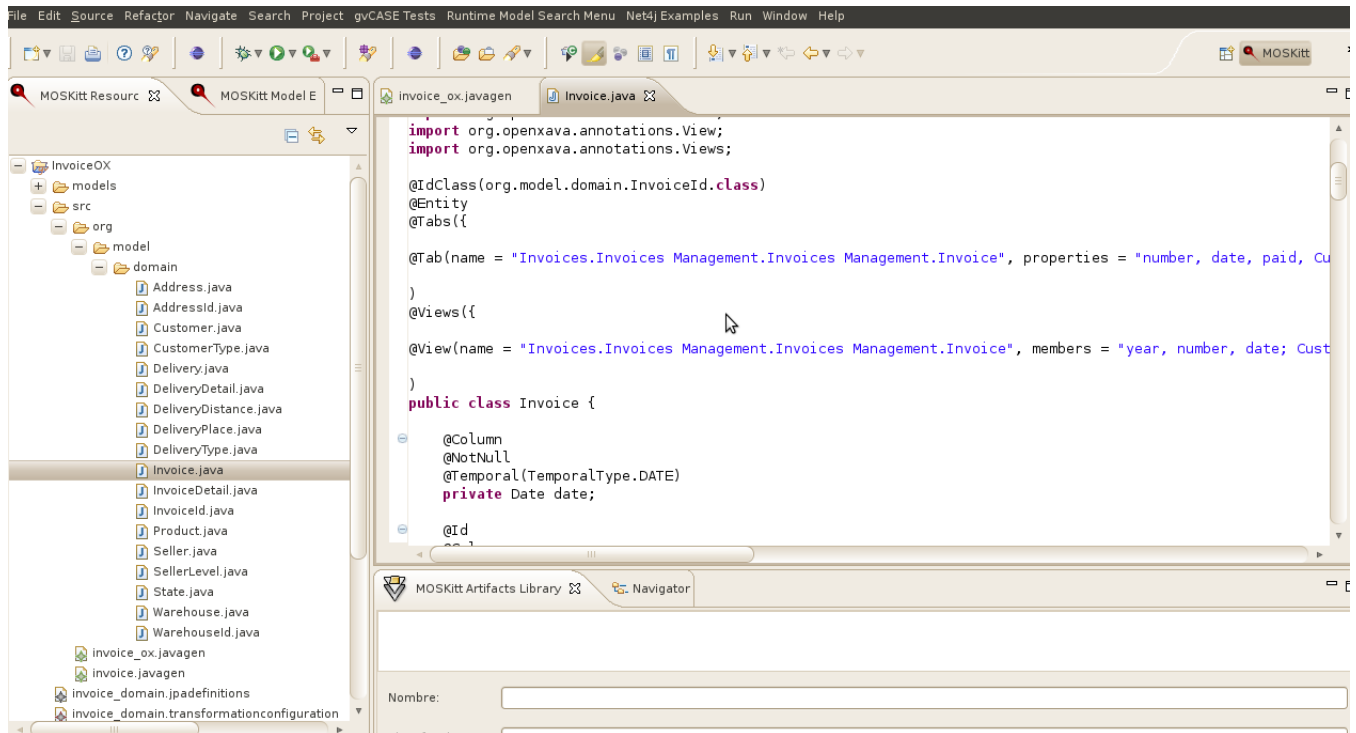 File Edit Source Refactor Navigate Search Project gvCASE Tests Runtime Model Search Menu Net4j Examples Run Window Help
MOSKitt
MOSKitt Resourc
MOSKitt Model E
invoice_ox.javagen
Invoice.java
InvoiceOX
models
src
org
model
domain
Address.java
AddressId.java
Customer.java
CustomerType.java
Delivery.java
DeliveryDetail.java
DeliveryDistance.java
DeliveryPlace.java
DeliveryType.java
Invoice.java
InvoiceDetail.java
InvoiceId.java
Product.java
Seller.java
SellerLevel.java
State.java
Warehouse.java
WarehouseId.java
invoice_ox.javagen
invoice.javagen
invoice_domain.jpadefinitions
invoice_domain.transformationconfiguration
import org.openxava.annotations.View;
import org.openxava.annotations.Views;
@IdClass(org.model.domain.InvoiceId.class)
@Entity
@Tabs({
@Tab(name = "Invoices.Invoices Management.Invoices Management.Invoice", properties = "number, date, paid, Cu
)
@Views({
@View(name = "Invoices.Invoices Management.Invoices Management.Invoice", members = "year, number, date; Cust
)
public class Invoice {
@Column
@NotNull
@Temporal(TemporalType.DATE)
private Date date;
@Id
MOSKitt Artifacts Library
Navigator
Nombre: